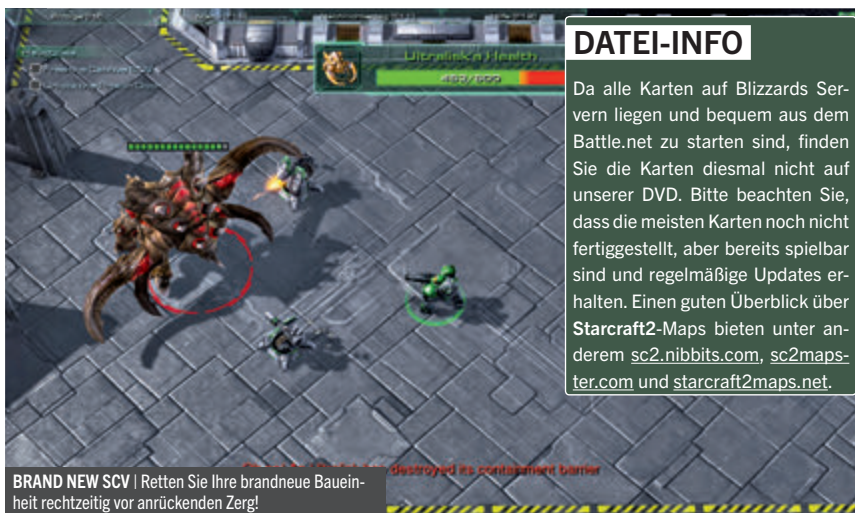 Ultralisk's Health
DATEI-INFO
Da alle Karten auf Blizzards Ser-
vern liegen und bequem aus dem
Battle.net zu starten sind, finden
Sie die Karten diesmal nicht auf
unserer DVD. Bitte beachten Sie,
dass die meisten Karten noch nicht
fertiggestellt, aber bereits spielbar
sind und regelmäßige Updates er-
halten. Einen guten Überblick über
Starcraft2-Maps bieten unter an-
derem sc2.nibbits.com, sc2maps-
ter.com und starcraft2maps.net.
destroyed its containment barrier
BRAND NEW SCV | Retten Sie Ihre brandneue Bauein-
heit rechtzeitig vor anrückenden Zerg!